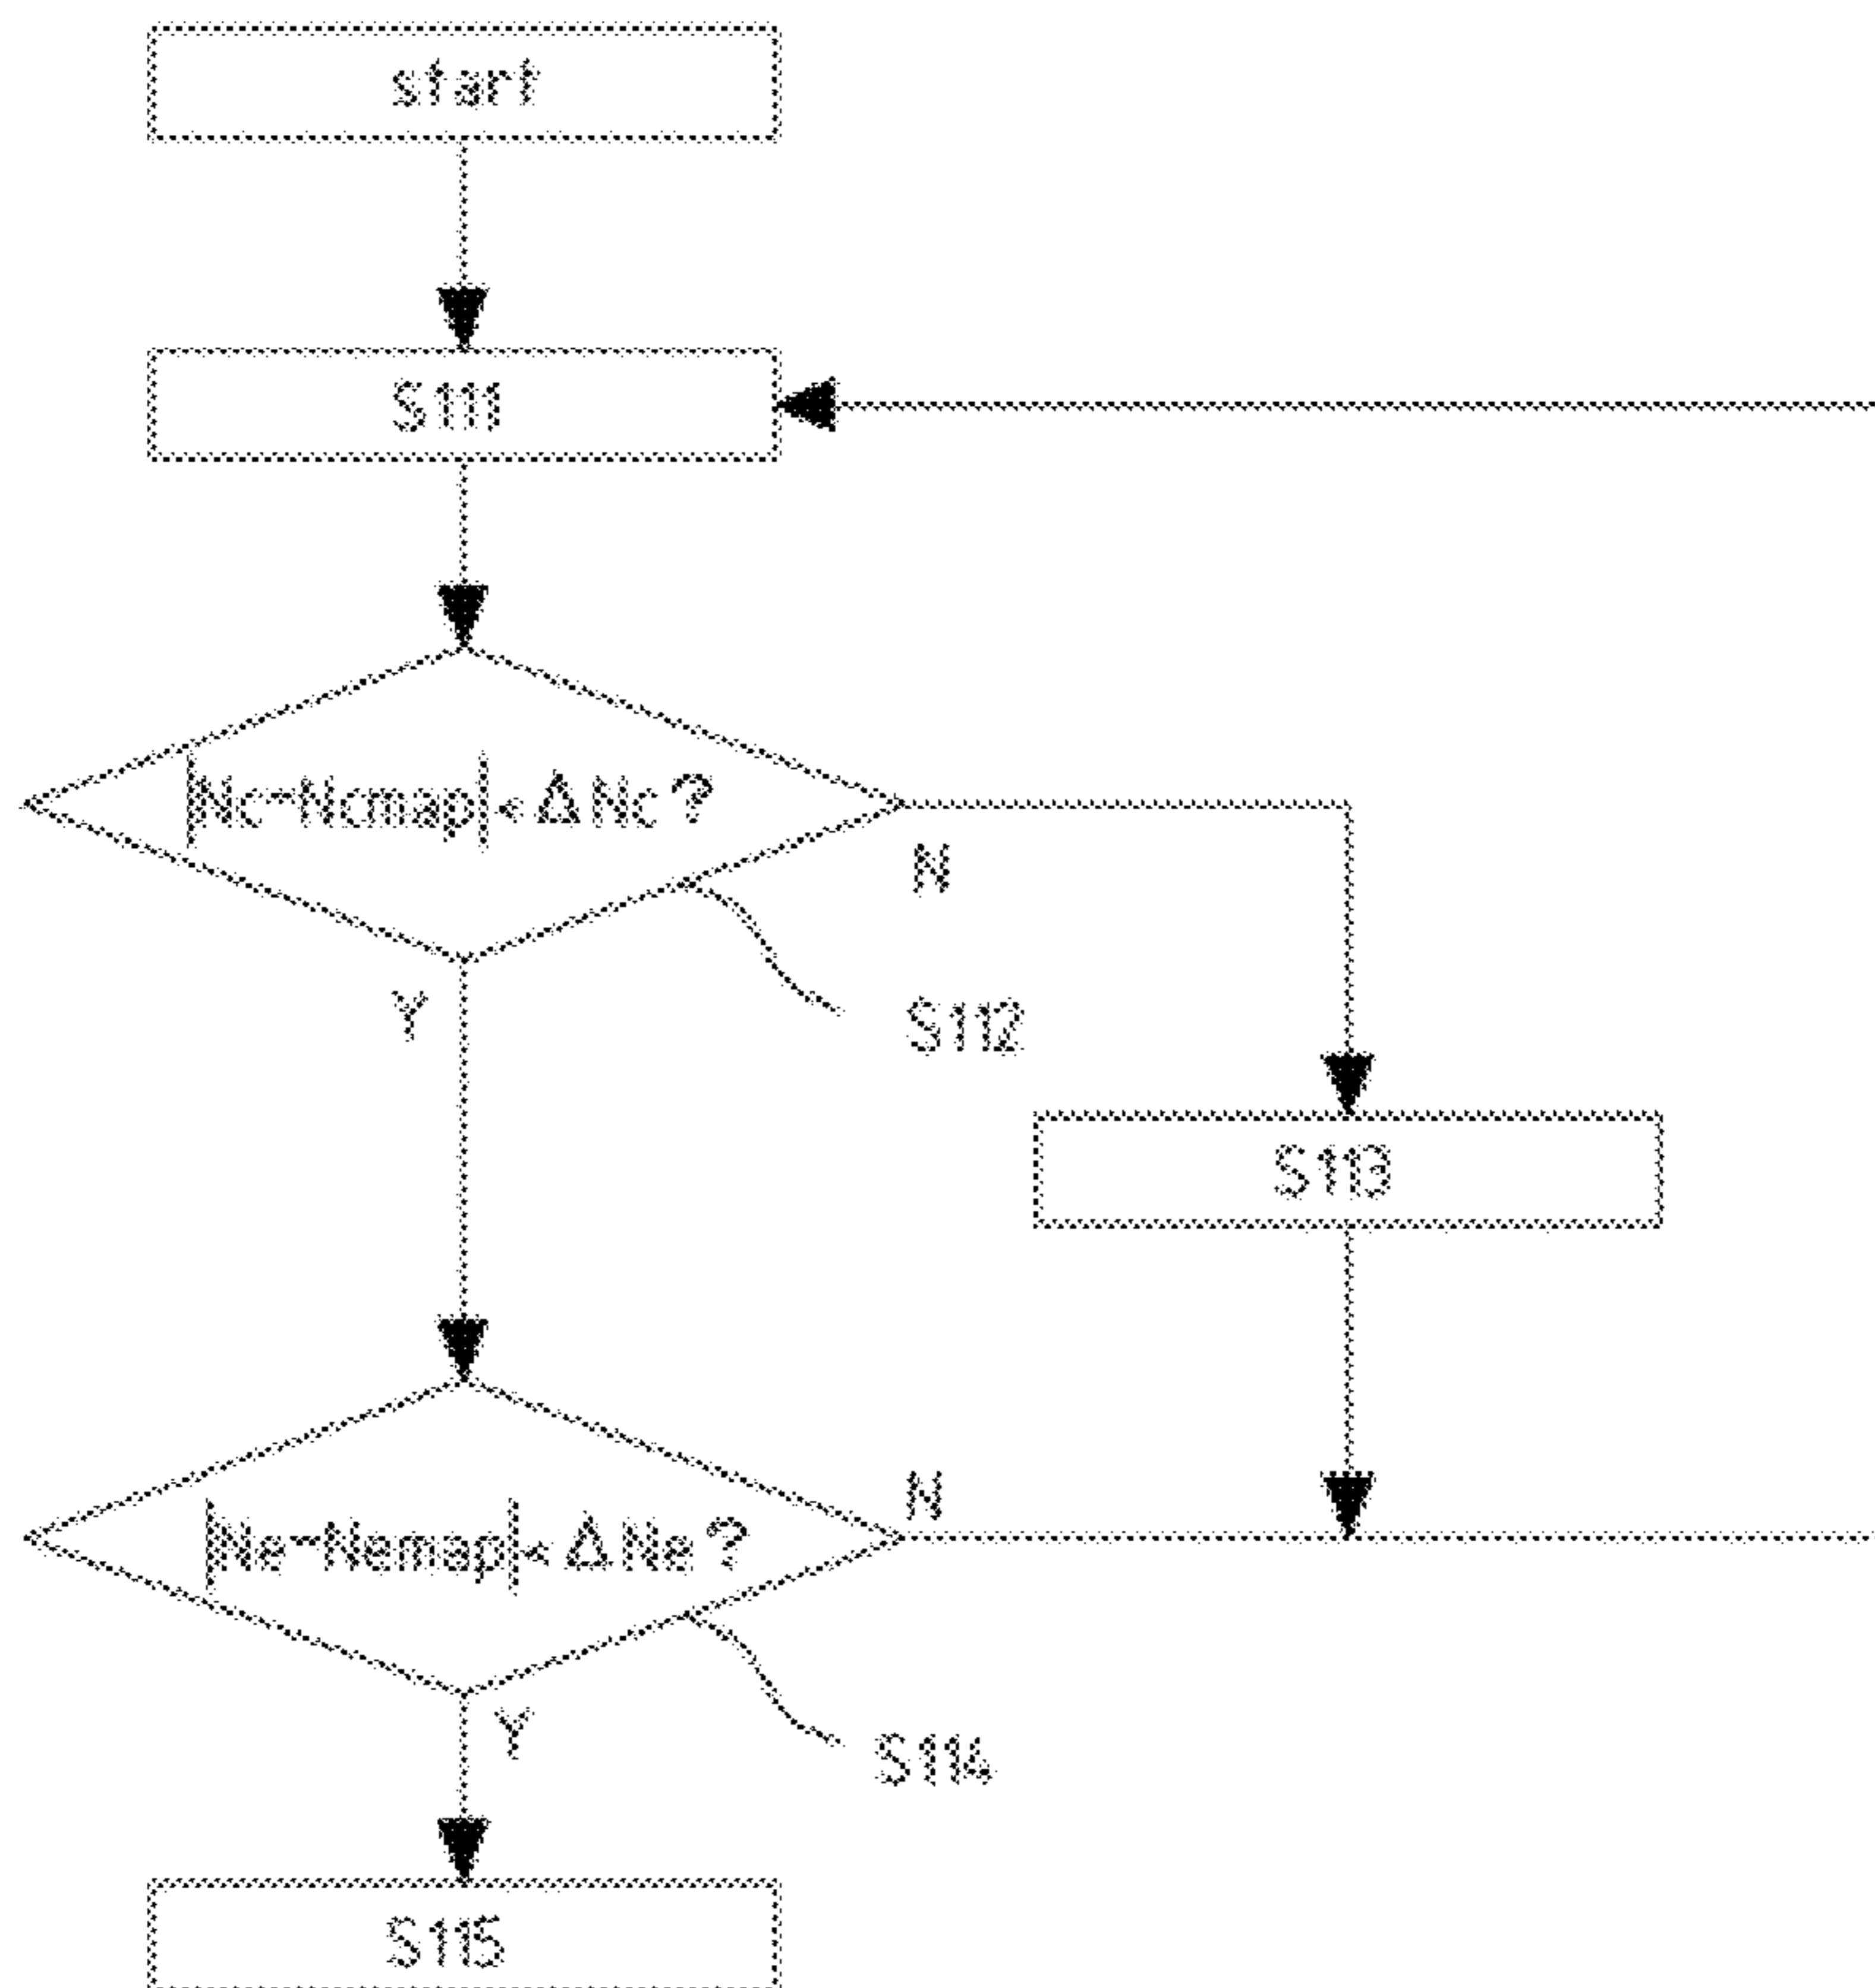 start
S111
|Nc-Ncmap|<ΔNc?
N
Y
S112
S113
N
|Ne-Nemap|<ΔNe?
Y
S114
S115